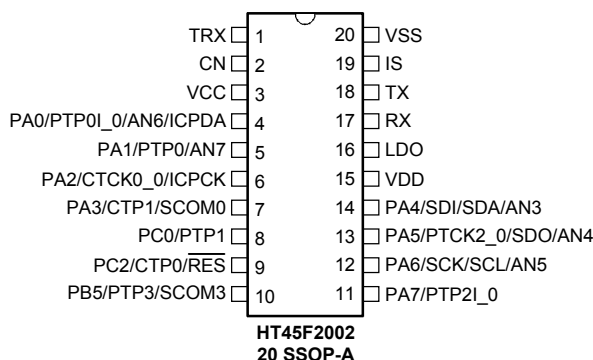 TRX 1 20 VSS
CN 2 19 IS
VCC 3 18 TX
PA0/PTP0I_0/AN6/ICPDA 4 17 RX
PA1/PTP0/AN7 5 16 LDO
PA2/CTCK0_0/ICPCK 6 15 VDD
PA3/CTP1/SCOM0 7 14 PA4/SDI/SDA/AN3
PC0/PTP1 8 13 PA5/PTCK2_0/SDO/AN4
PC2/CTP0/RES 9 12 PA6/SCK/SCL/AN5
PB5/PTP3/SCOM3 10 11 PA7/PTP2I_0
HT45F2002
20 SSOP-A